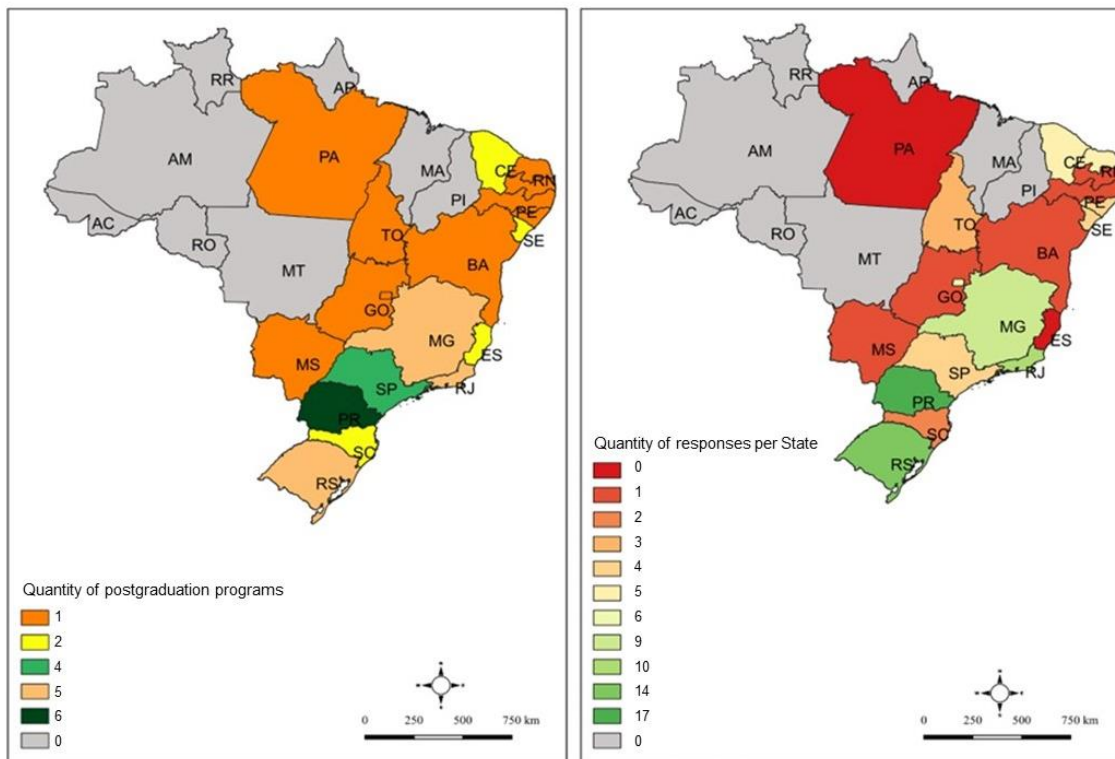 RR
AP
AM
PA
MA
CE
RN
PI
PE
AC
TO
SE
RO
BA
MT
GO
MG
ES
MS
SP
RJ
PR
SC
RS
Quantity of postgraduation programs
1
2
4
5
6
0
0 250 500 750 km
RR
AP
AM
PA
MA
CE
PI
PE
AC
TO
SE
RO
BA
MT
GO
MG
ES
MS
SP
RJ
PR
SC
RS
Quantity of responses per State
0
1
2
3
4
5
6
9
10
14
17
0
0 250 500 750 km